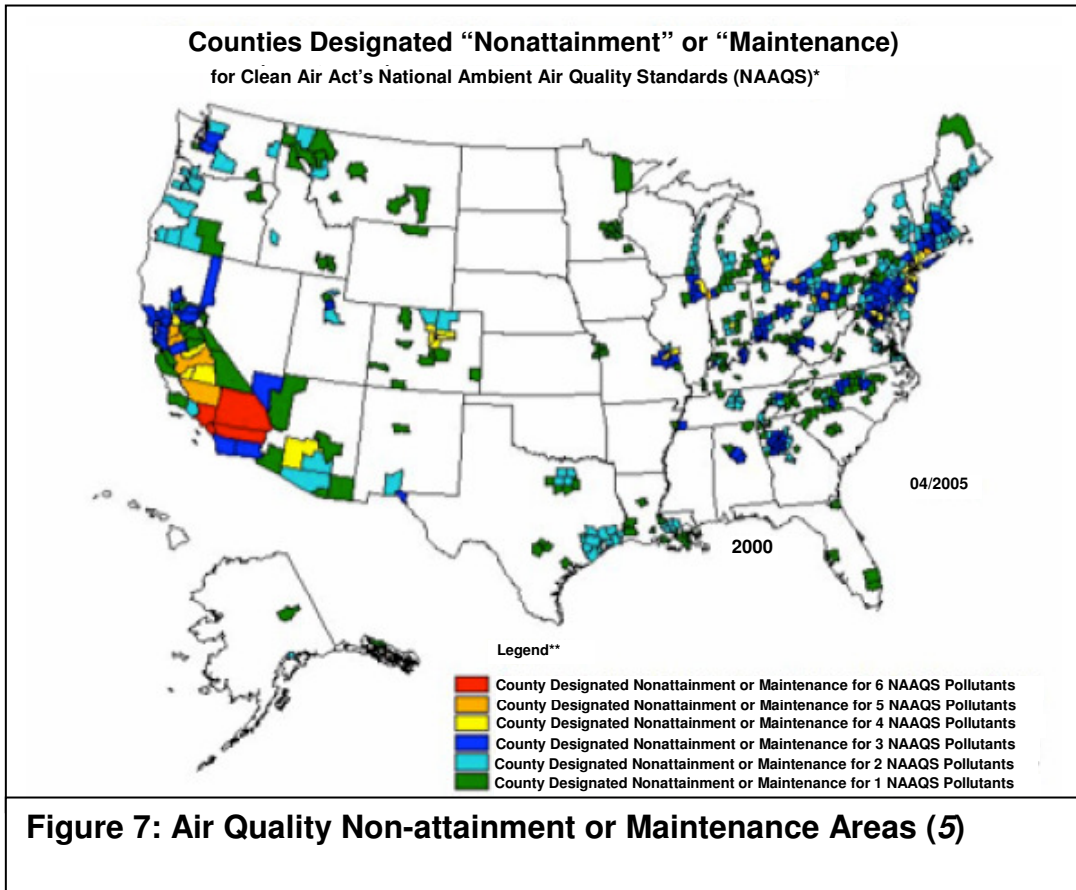 Counties Designated “Nonattainment” or “Maintenance)
for Clean Air Act’s National Ambient Air Quality Standards (NAAQS)*
04/2005
2000
Legend**
County Designated Nonattainment or Maintenance for 6 NAAQS Pollutants
County Designated Nonattainment or Maintenance for 5 NAAQS Pollutants
County Designated Nonattainment or Maintenance for 4 NAAQS Pollutants
County Designated Nonattainment or Maintenance for 3 NAAQS Pollutants
County Designated Nonattainment or Maintenance for 2 NAAQS Pollutants
County Designated Nonattainment or Maintenance for 1 NAAQS Pollutants
Figure 7: Air Quality Non-attainment or Maintenance Areas (5)